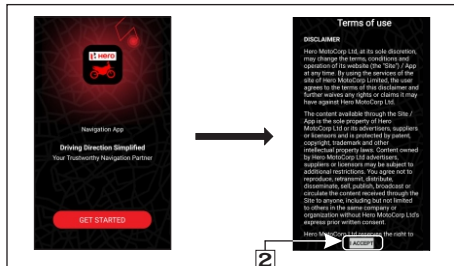 Hero
Navigation App
Driving Direction Simplified
Your Trustworthy Navigation Partner
GET STARTED
Terms of use
DISCLAIMER
Hero MotoCorp Ltd, at its sole discretion,
may change the terms, conditions and
operation of its website (the "Site") / App
at any time. By using the services of the
site of Hero MotoCorp Limited, the user
agrees to the terms of this disclaimer and
further waives any rights or claims it may
have against Hero MotoCorp Ltd.
The content available through the Site /
App is the sole property of Hero
MotoCorp Ltd or its advertisers, suppliers
or licensors and is protected by patent,
copyright, trademark and other
intellectual property laws. Content owned
by Hero MotoCorp Ltd advertisers,
suppliers or licensors may be subject to
additional restrictions. You agree not to
reproduce, retransmit, distribute,
disseminate, sell, publish, broadcast or
circulate the content received through the
Site to anyone, including but not limited
to others in the same company or
organization without Hero MotoCorp Ltd's
express prior written consent.
Hero MotoCorp Ltd reserves the right to
I ACCEPT
2